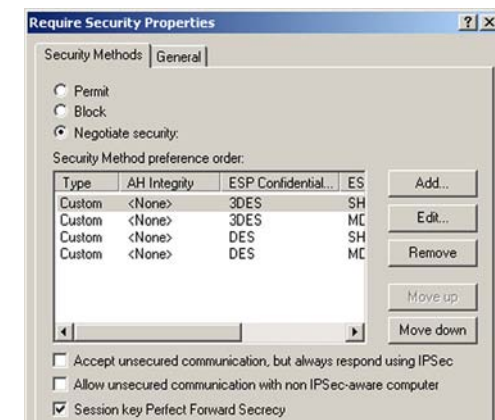 Require Security Properties
Security Methods General
Permit
Block
Negotiate security:
Security Method preference order:
Type AH Integrity ESP Confidential... ES
Custom <None> 3DES SH
Custom <None> 3DES MD
Custom <None> DES SH
Custom <None> DES MD
Add...
Edit...
Remove
Move up
Move down
Accept unsecured communication, but always respond using IPSec
Allow unsecured communication with non IPSec-aware computer
Session key Perfect Forward Secrecy